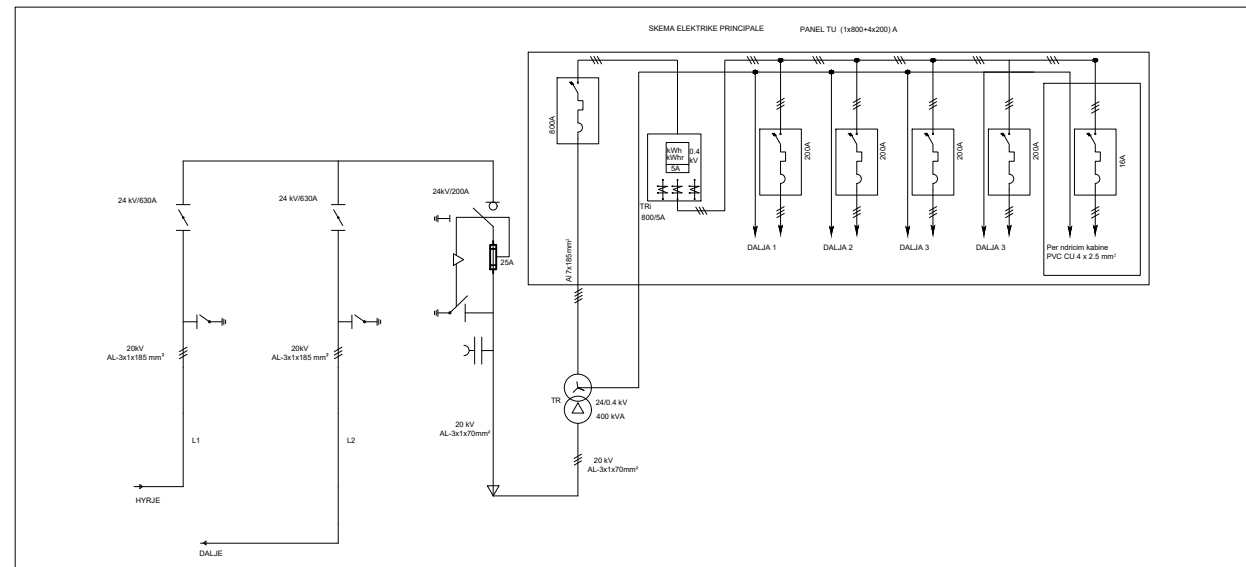 SKEMA ELEKTRIKE PRINCIPALE PANEL TU (1x800+4x200) A
800A
kWh
kWhr
5A
0.4
kV
TRi
800/5A
200A
200A
200A
200A
16A
DALJA 1
DALJA 2
DALJA 3
DALJA 3
Per ndricim kabine
PVC CU 4 x 2.5 mm²
24 kV/630A
24 kV/630A
24kV/200A
25A
Al 7x185mm²
20kV
AL-3x1x185 mm²
20kV
AL-3x1x185 mm²
TR
24/0.4 kV
400 kVA
20 kV
AL-3x1x70mm²
20 kV
AL-3x1x70mm²
L1
L2
HYRJE
DALJE